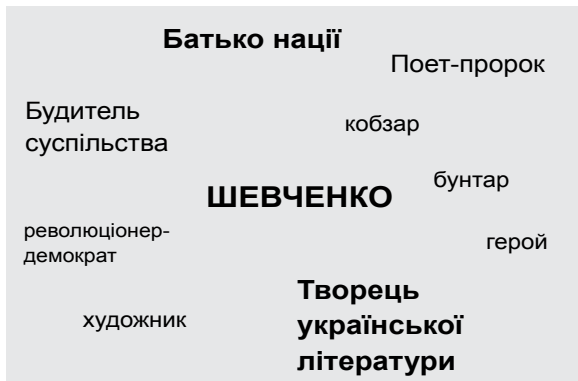 Батько нації
Поет-пророк
Будитель
суспільства
кобзар
бунтар
ШЕВЧЕНКО
революціонер-
демократ
герой
Творець
української
літератури
художник